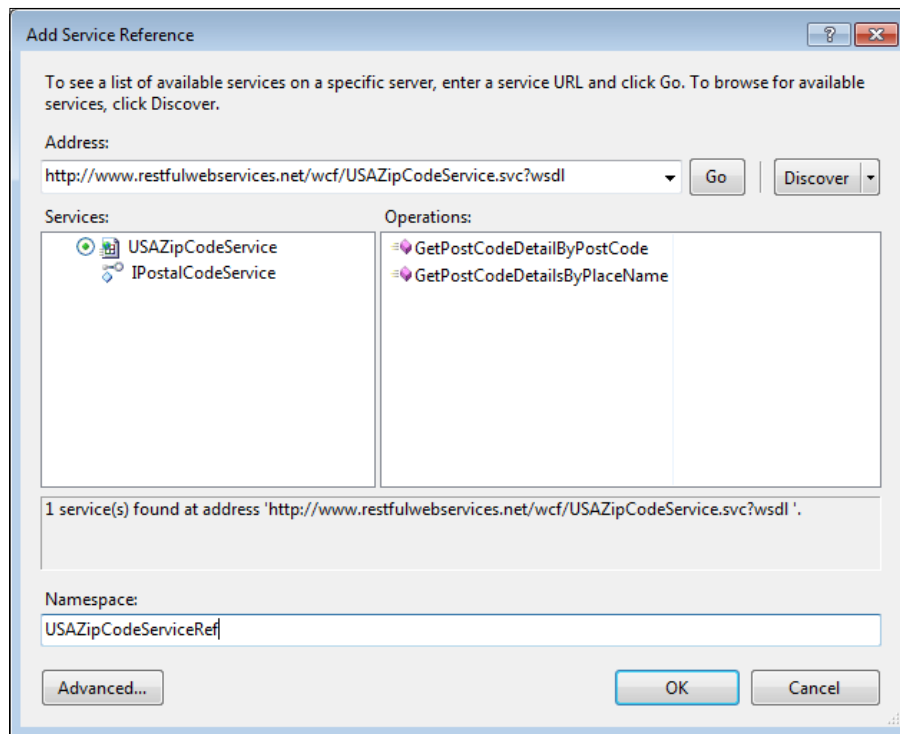 Add Service Reference
To see a list of available services on a specific server, enter a service URL and click Go. To browse for available
services, click Discover.
Address:
http://www.restfulwebservices.net/wcf/USAZipCodeService.svc?wsdl
Go
Discover
Services:
Operations:
USAZipCodeService
IPostalCodeService
GetPostCodeDetailByPostCode
GetPostCodeDetailsByPlaceName
1 service(s) found at address 'http://www.restfulwebservices.net/wcf/USAZipCodeService.svc?wsdl '.
Namespace:
USAZipCodeServiceRef
Advanced...
OK
Cancel